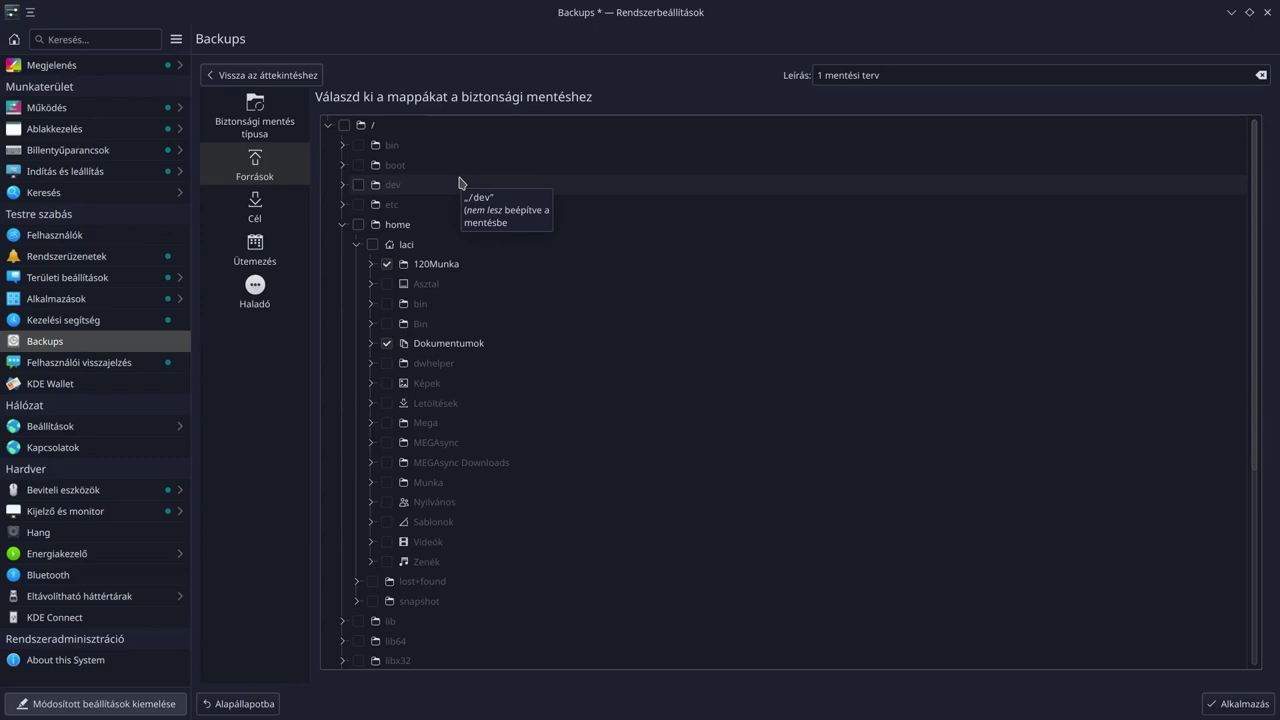 Backups * — Rendszerbeállítások
Keresés...
Backups
Megjelenés
Munkaterület
Működés
Ablakkezelés
Billentyűparancsok
Indítás és leállítás
Keresés
Testre szabás
Felhasználók
Rendszerüzenetek
Területi beállítások
Alkalmazások
Kezelési segítség
Backups
Felhasználói visszajelzés
KDE Wallet
Hálózat
Beállítások
Kapcsolatok
Hardver
Beviteli eszközök
Kijelző és monitor
Hang
Energiakezelő
Bluetooth
Eltávolítható háttértárak
KDE Connect
Rendszeradminisztráció
About this System
Módosított beállítások kiemelése
Vissza az áttekintéshez
Leírás: 1 mentési terv
Biztonsági mentés
típusa
Források
Cél
Ütemezés
Haladó
Válaszd ki a mappákat a biztonsági mentéshez
/
bin
boot
dev
etc
„/dev”
(nem lesz beépítve a
mentésbe
home
laci
120Munka
Asztal
bin
Bin
Dokumentumok
dwhelper
Képek
Letöltések
Mega
MEGAsync
MEGAsync Downloads
Munka
Nyilvános
Sablonok
Videók
Zenék
lost+found
snapshot
lib
lib64
libx32
Alapállapotba
Alkalmazás